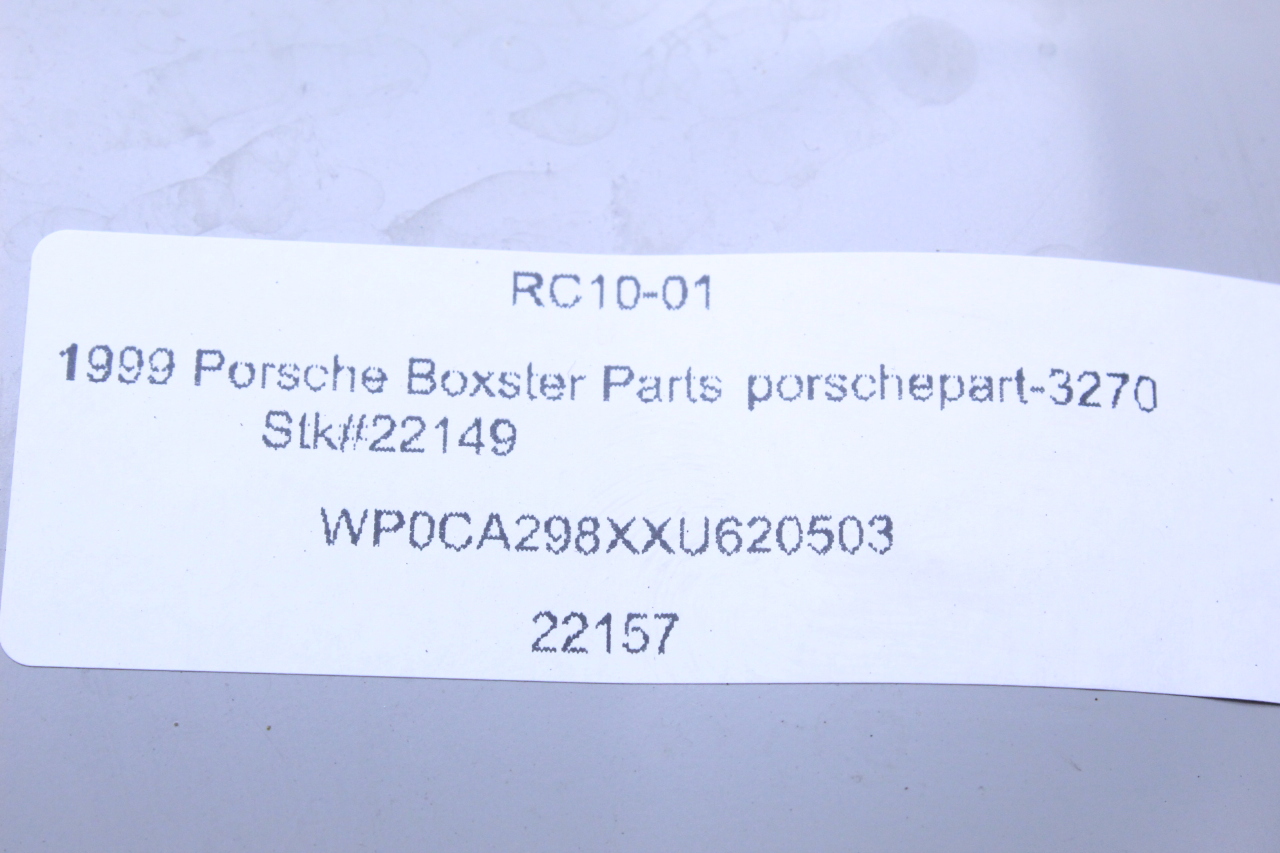 RC10-01
1999 Porsche Boxster Parts porschepart-3270
Stk#22149
WP0CA298XXU620503
22157